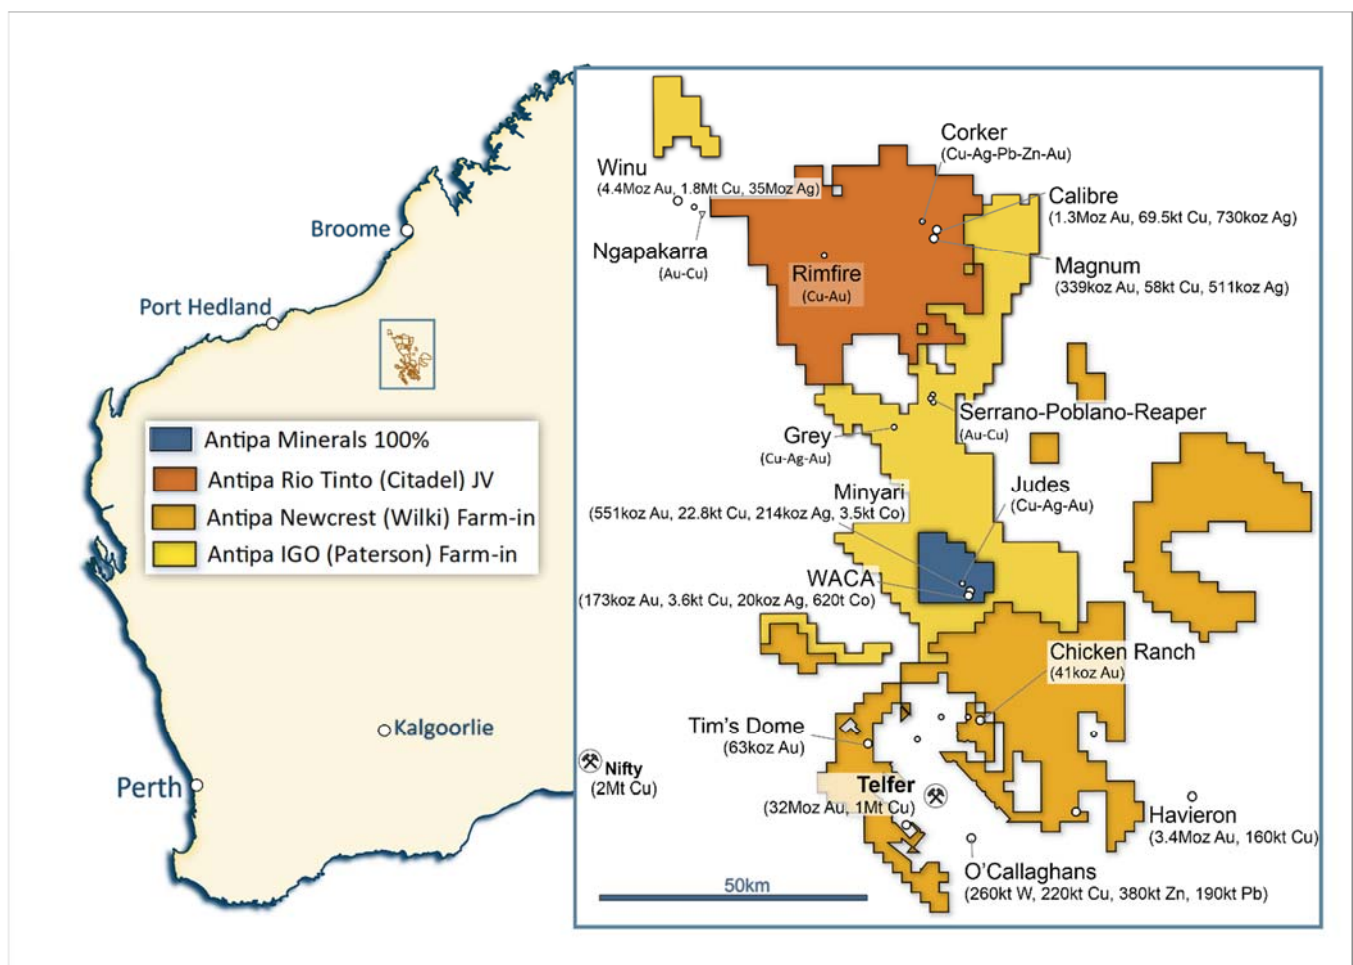 Broome
Port Hedland
Kalgoorlie
Perth
Antipa Minerals 100%
Antipa Rio Tinto (Citadel) JV
Antipa Newcrest (Wilki) Farm-in
Antipa IGO (Paterson) Farm-in
Corker
(Cu-Ag-Pb-Zn-Au)
Winu
(4.4Moz Au, 1.8Mt Cu, 35Moz Ag)
Calibre
(1.3Moz Au, 69.5kt Cu, 730koz Ag)
Ngapakarra
(Au-Cu)
Rimfire
(Cu-Au)
Magnum
(339koz Au, 58kt Cu, 511koz Ag)
Serrano-Poblano-Reaper
(Au-Cu)
Grey
(Cu-Ag-Au)
Judes
(Cu-Ag-Au)
Minyari
(551koz Au, 22.8kt Cu, 214koz Ag, 3.5kt Co)
WACA
(173koz Au, 3.6kt Cu, 20koz Ag, 620t Co)
Chicken Ranch
(41koz Au)
Tim's Dome
(63koz Au)
Nifty
(2Mt Cu)
Telfer
(32Moz Au, 1Mt Cu)
Havieron
(3.4Moz Au, 160kt Cu)
O'Callaghans
(260kt W, 220kt Cu, 380kt Zn, 190kt Pb)
50km